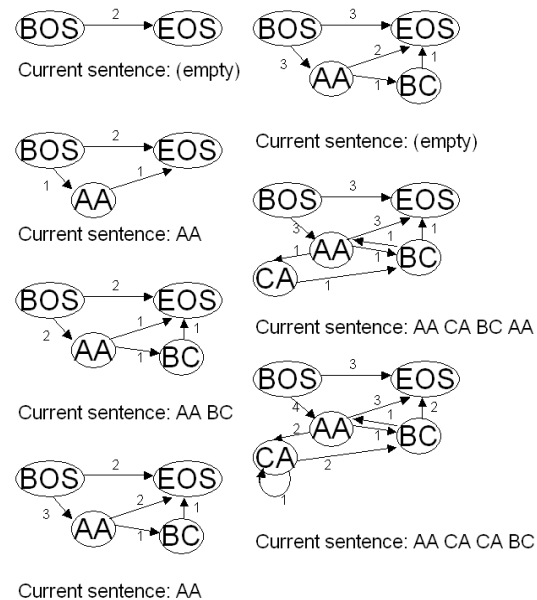 BOS 2 EOS
Current sentence: (empty)
BOS 2 EOS
1 1
AA
Current sentence: AA
BOS 2 EOS
2 1 1
AA 1 BC
Current sentence: AA BC
BOS 2 EOS
3 2 1
AA 1 BC
Current sentence: AA
BOS 3 EOS
3 2 1
AA 1 BC
Current sentence: (empty)
BOS 3 EOS
3 3 1
1 AA 1 1 BC
CA 1
Current sentence: AA CA BC AA
BOS 3 EOS
4 3 2
2 AA 1 1 BC
CA 2
1
Current sentence: AA CA CA BC